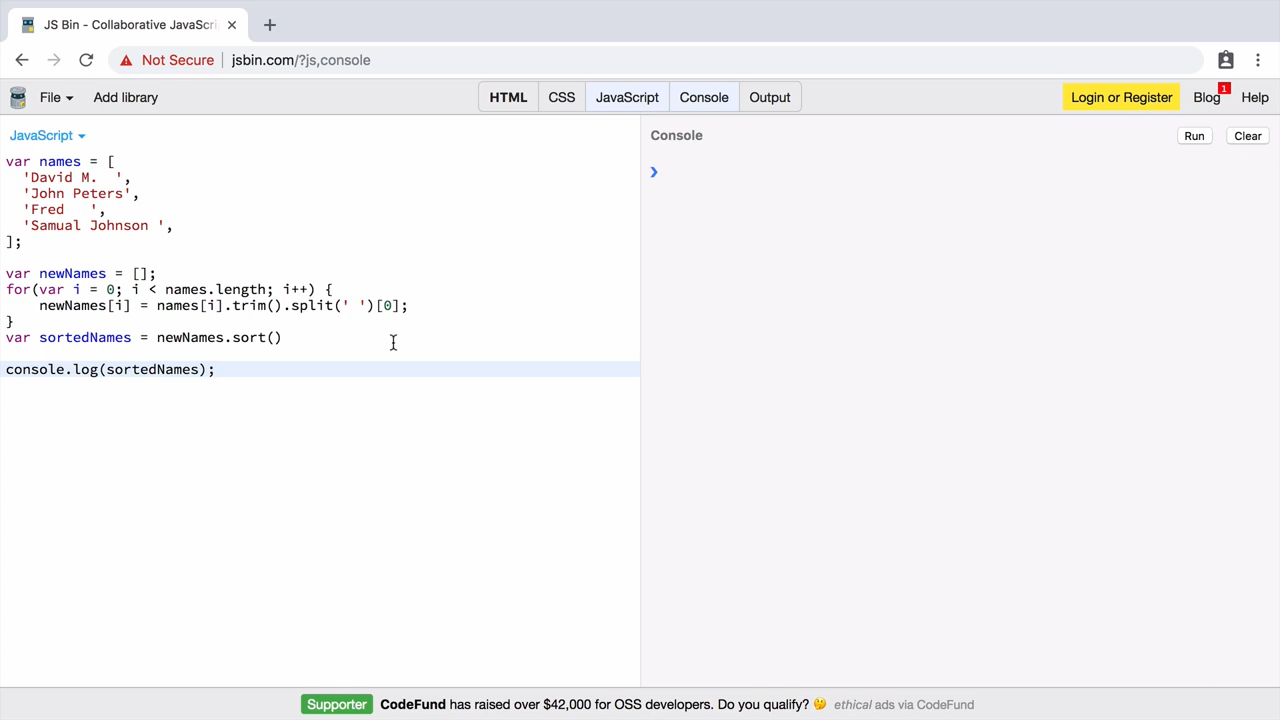 JS Bin - Collaborative JavaScri
Not Secure jsbin.com/?js,console
File Add library HTML CSS JavaScript Console Output Login or Register Blog 1 Help
JavaScript
var names = [
  'David M.  ',
  'John Peters',
  'Fred   ',
  'Samual Johnson ',
];
var newNames = [];
for(var i = 0; i < names.length; i++) {
    newNames[i] = names[i].trim().split(' ')[0];
}
var sortedNames = newNames.sort()
console.log(sortedNames);
Console Run Clear
Supporter CodeFund has raised over $42,000 for OSS developers. Do you qualify? 🤔 ethical ads via CodeFund